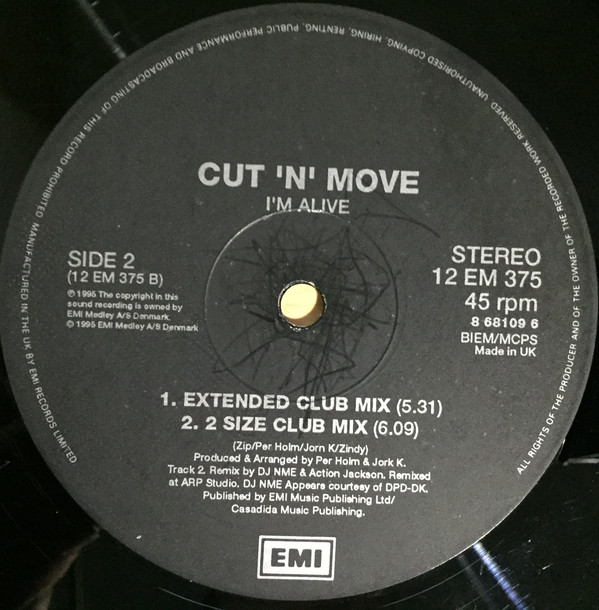 MANUFACTURED IN THE UK BY EMI RECORDS LIMITED
ALL RIGHTS OF THE PRODUCER AND OF THE OWNER OF THE RECORDED WORK RESERVED UNAUTHORISED COPYING, HIRING, RENTING, PUBLIC PERFORMANCE AND BROADCASTING OF THIS RECORD PROHIBITED
CUT 'N' MOVE
I'M ALIVE
SIDE 2
(12 EM 375 B)
℗ 1995 The copyright in this
sound recording is owned by
EMI Medley A/S Denmark.
© 1995 EMI Medley A/S Denmark
STEREO
12 EM 375
45 rpm
8 68109 6
BIEM/MCPS
Made in UK
1. EXTENDED CLUB MIX (5.31)
2. 2 SIZE CLUB MIX (6.09)
(Zip/Per Holm/Jorn K/Zindy)
Produced & Arranged by Per Holm & Jork K.
Track 2. Remix by DJ NME & Action Jackson. Remixed
at ARP Studio. DJ NME Appears courtesy of DPD-DK.
Published by EMI Music Publishing Ltd/
Casadida Music Publishing.
EMI